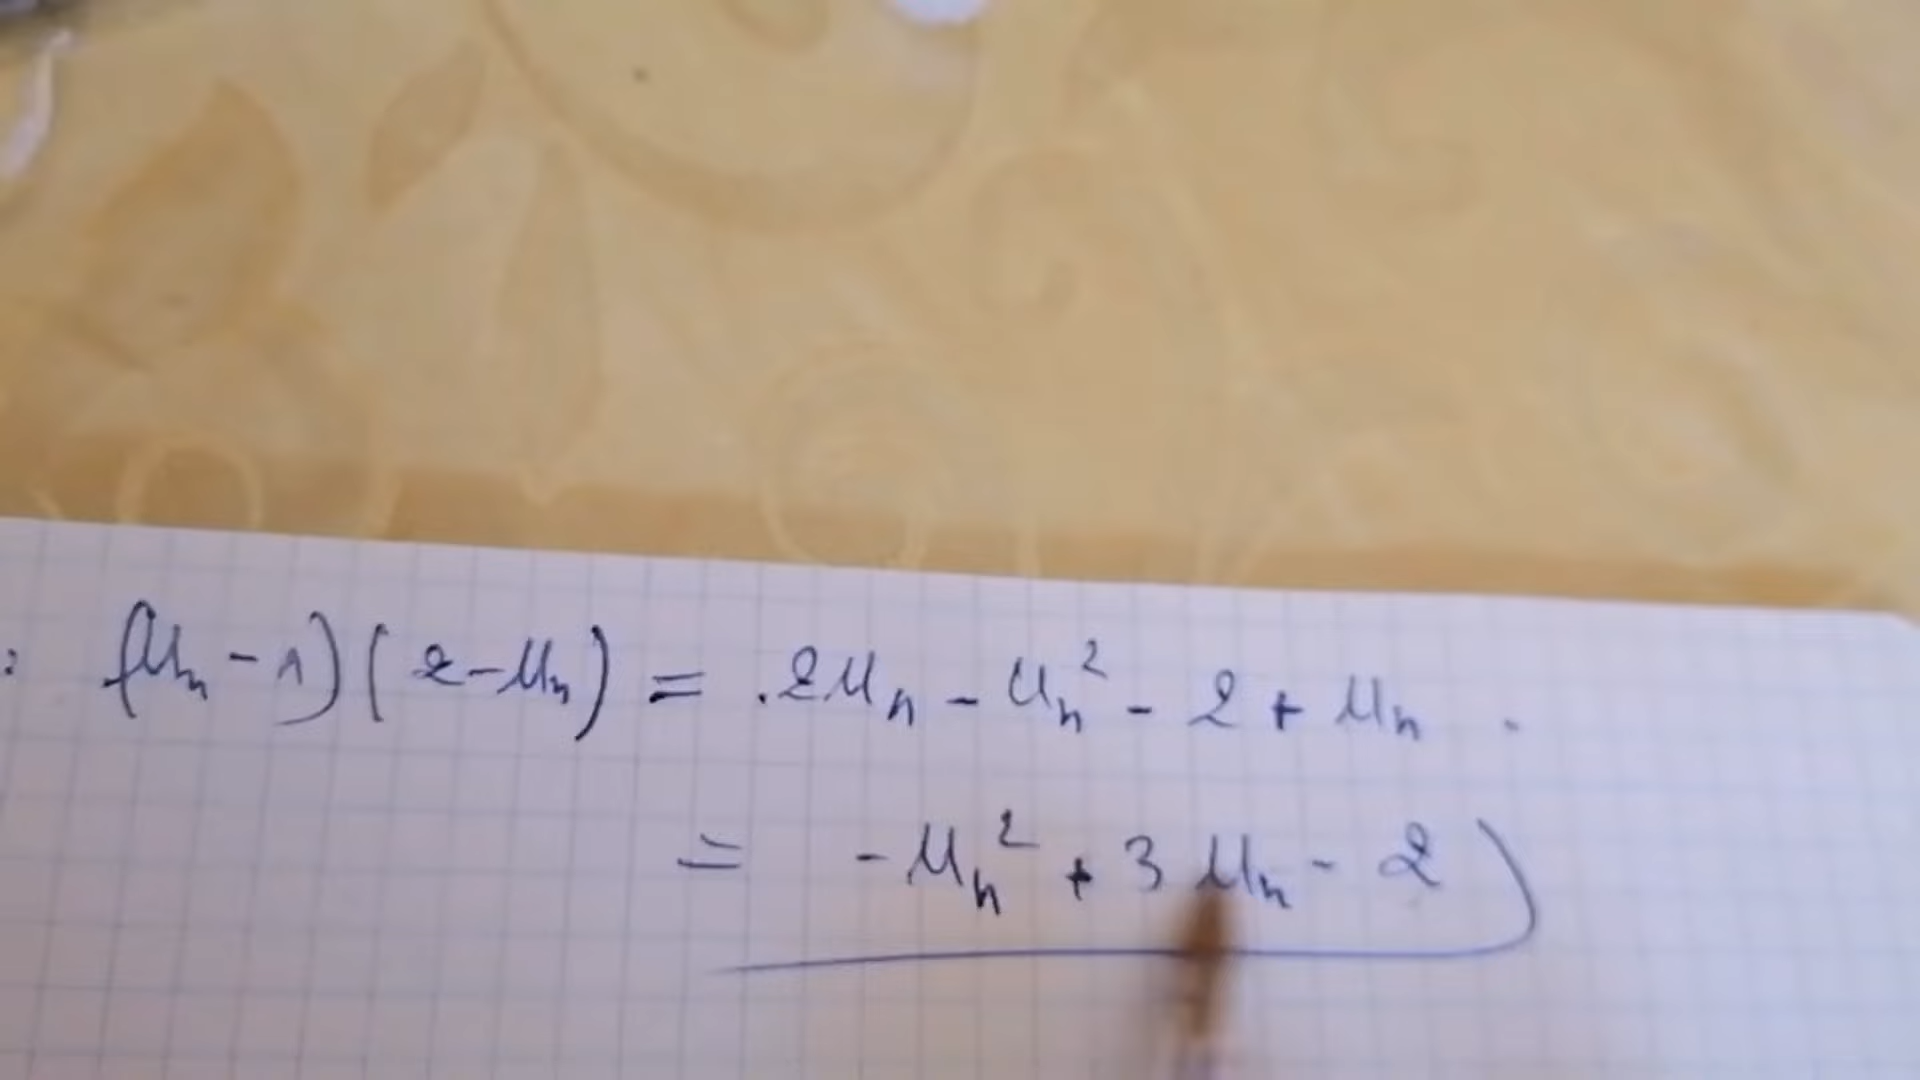 : (Un - 1)(2 - Un) = .2Un - Un² - 2 + Un .
= -Un² + 3Un - 2